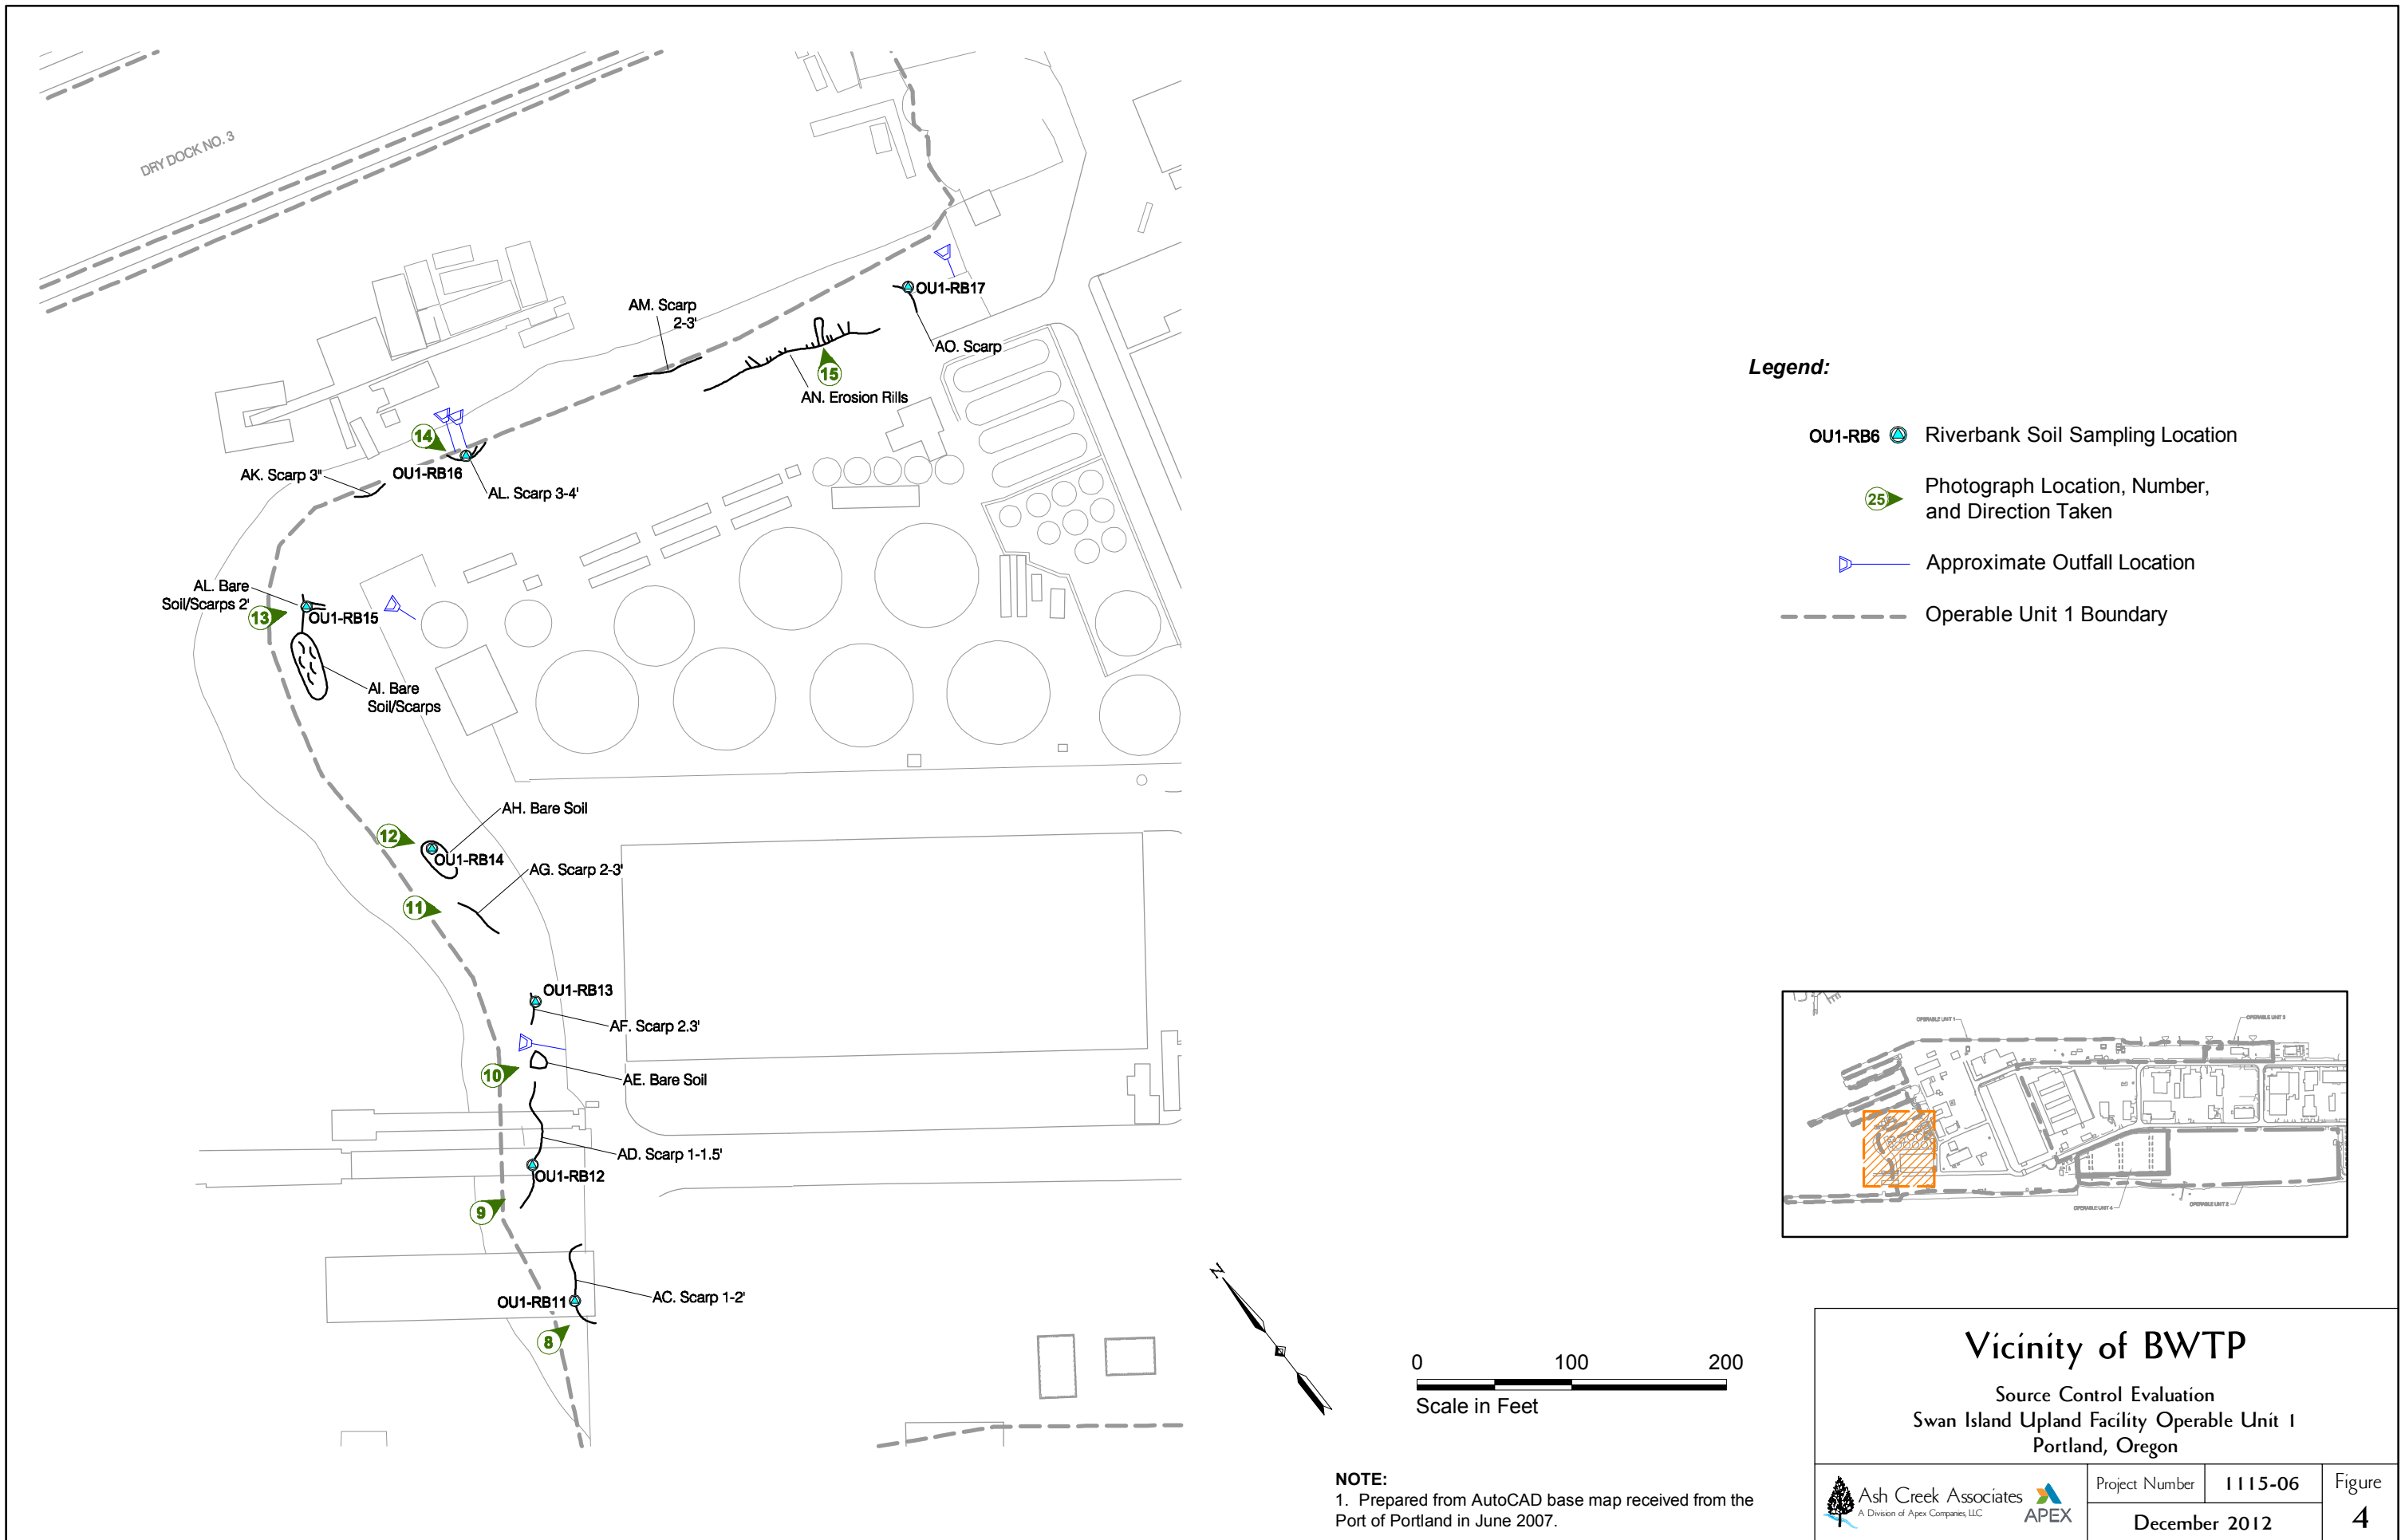 DRY DOCK NO. 3
OU1-RB17
AM. Scarp
2-3'
AO. Scarp
15
AN. Erosion Rills
14
AK. Scarp 3"
OU1-RB16
AL. Scarp 3-4'
AL. Bare
Soil/Scarps 2'
13
OU1-RB15
AI. Bare
Soil/Scarps
AH. Bare Soil
12
OU1-RB14
AG. Scarp 2-3'
11
OU1-RB13
AF. Scarp 2.3'
10
AE. Bare Soil
AD. Scarp 1-1.5'
OU1-RB12
9
AC. Scarp 1-2'
OU1-RB11
8
Legend:
OU1-RB6 Riverbank Soil Sampling Location
25 Photograph Location, Number,
and Direction Taken
Approximate Outfall Location
Operable Unit 1 Boundary
OPERABLE UNIT 1
OPERABLE UNIT 4
N
0 100 200
Scale in Feet
NOTE:
1. Prepared from AutoCAD base map received from the
Port of Portland in June 2007.
Vicinity of BWTP
Source Control Evaluation
Swan Island Upland Facility Operable Unit 1
Portland, Oregon
Ash Creek Associates
A Division of Apex Companies, LLC
APEX
Project Number 1115-06
December 2012
Figure
4